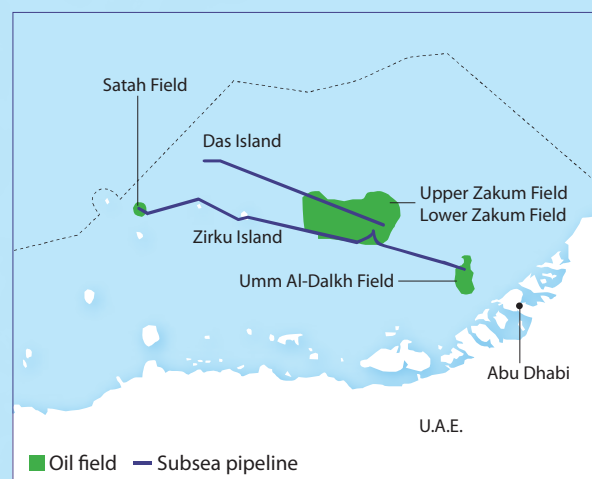 Satah Field
Das Island
Upper Zakum Field
Lower Zakum Field
Zirku Island
Umm Al-Dalkh Field
Abu Dhabi
U.A.E.
Oil field
Subsea pipeline